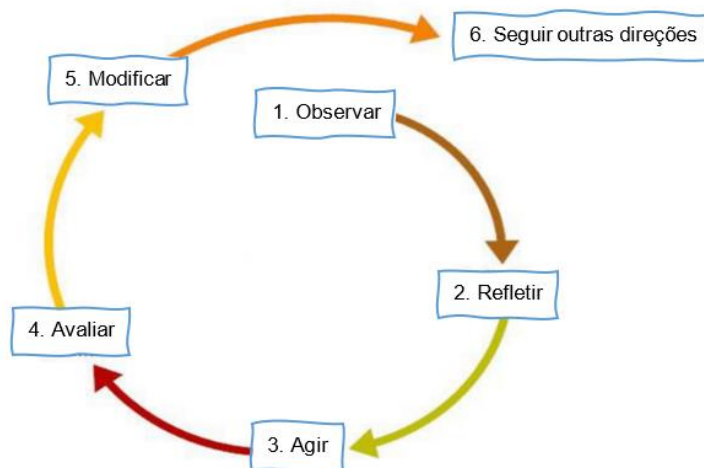 1. Observar
2. Refletir
3. Agir
4. Avaliar
5. Modificar
6. Seguir outras direções